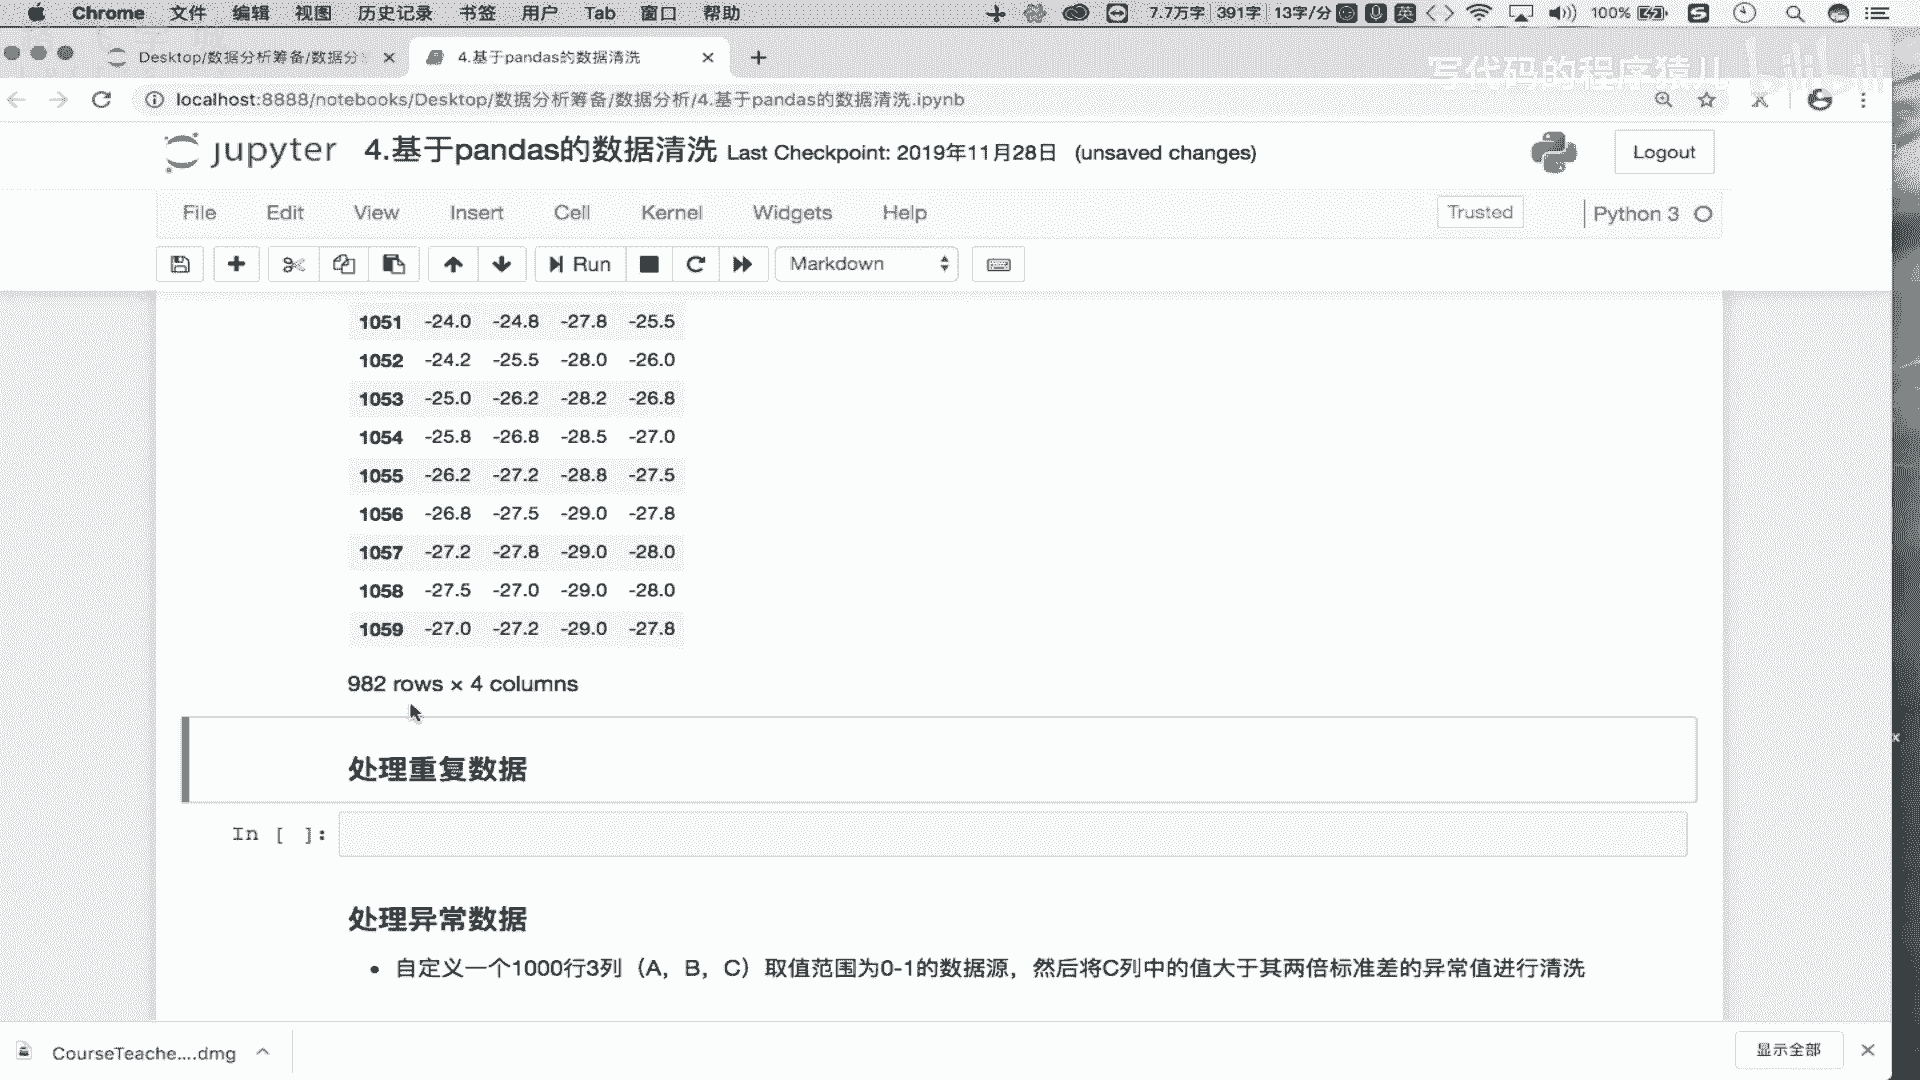 Chrome 文件 编辑 视图 历史记录 书签 用户 Tab 窗口 帮助 7.7万字 391字 13字/分 英 100%
Desktop/数据分析筹备/数据分
4.基于pandas的数据清洗
写代码的程序猿儿 bilibili
localhost:8888/notebooks/Desktop/数据分析筹备/数据分析/4.基于pandas的数据清洗.ipynb
jupyter 4.基于pandas的数据清洗 Last Checkpoint: 2019年11月28日 (unsaved changes)
Logout
File Edit View Insert Cell Kernel Widgets Help Trusted Python 3
Run Markdown
1051 -24.0 -24.8 -27.8 -25.5
1052 -24.2 -25.5 -28.0 -26.0
1053 -25.0 -26.2 -28.2 -26.8
1054 -25.8 -26.8 -28.5 -27.0
1055 -26.2 -27.2 -28.8 -27.5
1056 -26.8 -27.5 -29.0 -27.8
1057 -27.2 -27.8 -29.0 -28.0
1058 -27.5 -27.0 -29.0 -28.0
1059 -27.0 -27.2 -29.0 -27.8
982 rows × 4 columns
处理重复数据
In [ ]:
处理异常数据
自定义一个1000行3列（A，B，C）取值范围为0-1的数据源，然后将C列中的值大于其两倍标准差的异常值进行清洗
CourseTeache....dmg
显示全部